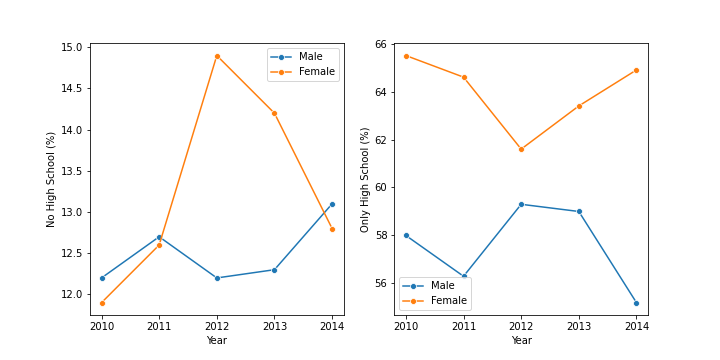 15.0
14.5
14.0
13.5
13.0
12.5
12.0
No High School (%)
2010 2011 2012 2013 2014
Year
Male
Female
66
64
62
60
58
56
Only High School (%)
2010 2011 2012 2013 2014
Year
Male
Female